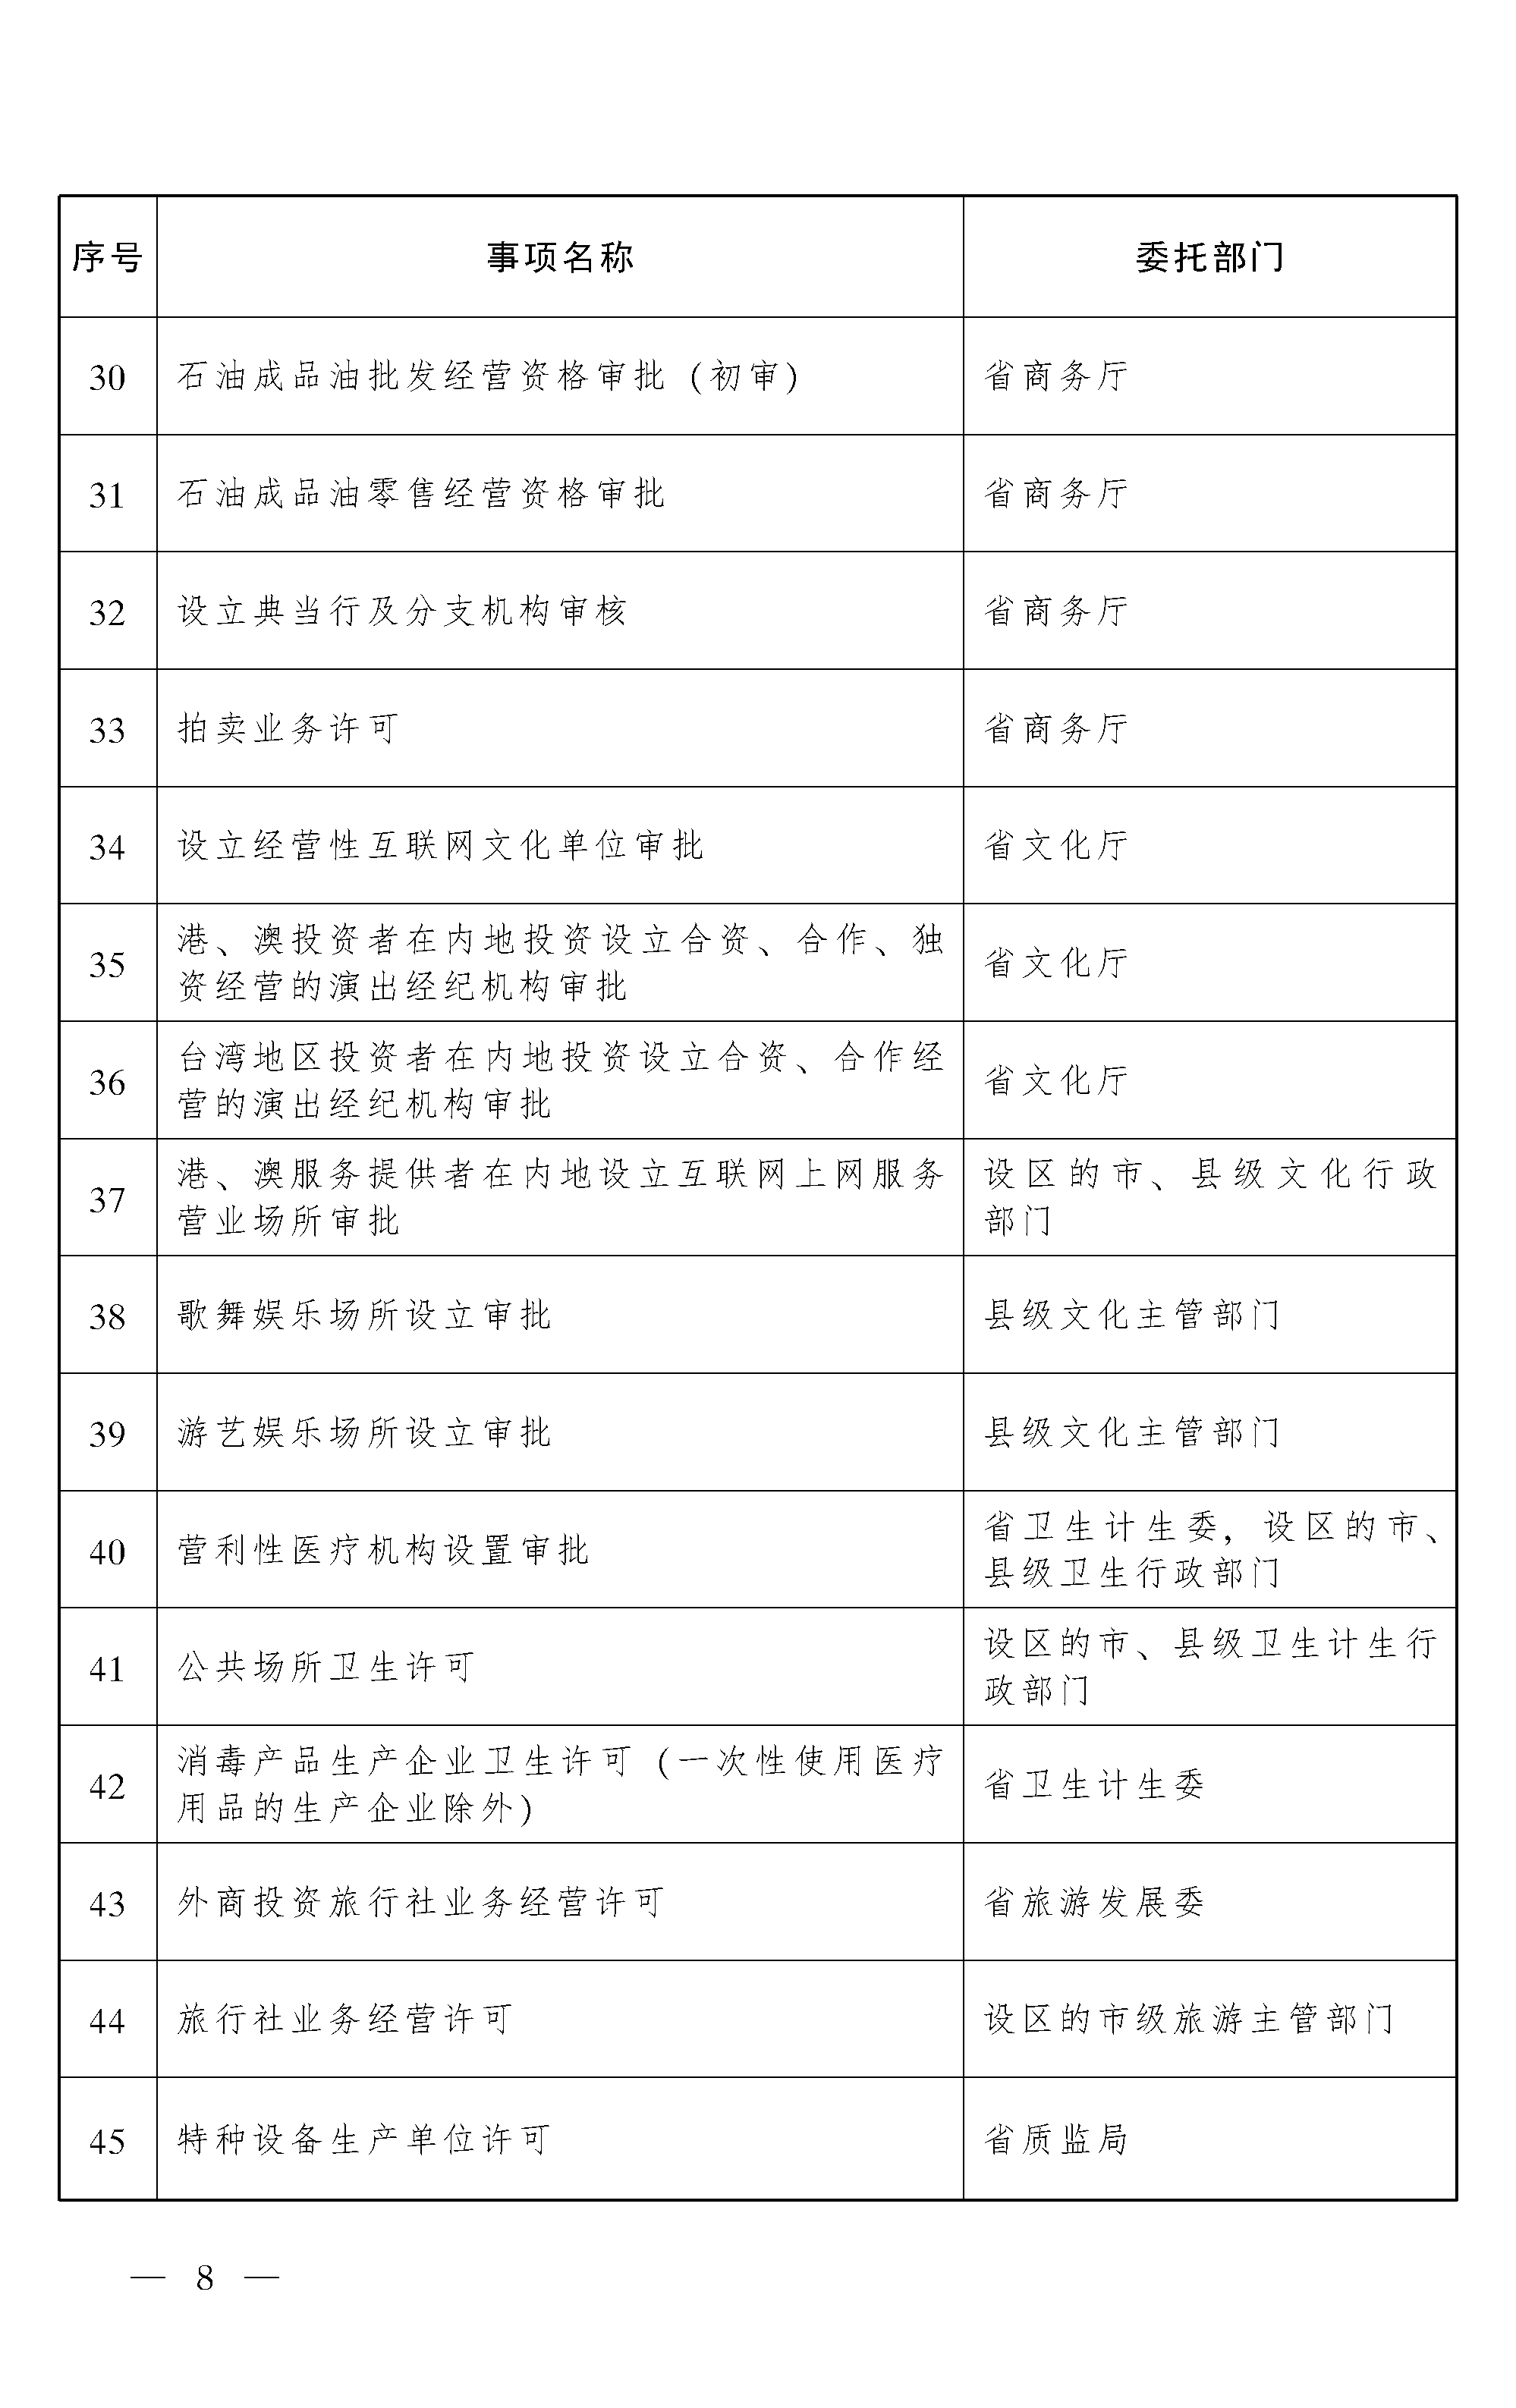 序号 事项名称 委托部门
30 石油成品油批发经营资格审批（初审） 省商务厅
31 石油成品油零售经营资格审批 省商务厅
32 设立典当行及分支机构审核 省商务厅
33 拍卖业务许可 省商务厅
34 设立经营性互联网文化单位审批 省文化厅
35 港、澳投资者在内地投资设立合资、合作、独
资经营的演出经纪机构审批 省文化厅
36 台湾地区投资者在内地投资设立合资、合作经
营的演出经纪机构审批 省文化厅
37 港、澳服务提供者在内地设立互联网上网服务
营业场所审批 设区的市、县级文化行政
部门
38 歌舞娱乐场所设立审批 县级文化主管部门
39 游艺娱乐场所设立审批 县级文化主管部门
40 营利性医疗机构设置审批 省卫生计生委，设区的市、
县级卫生行政部门
41 公共场所卫生许可 设区的市、县级卫生计生行
政部门
42 消毒产品生产企业卫生许可（一次性使用医疗
用品的生产企业除外） 省卫生计生委
43 外商投资旅行社业务经营许可 省旅游发展委
44 旅行社业务经营许可 设区的市级旅游主管部门
45 特种设备生产单位许可 省质监局
— 8 —